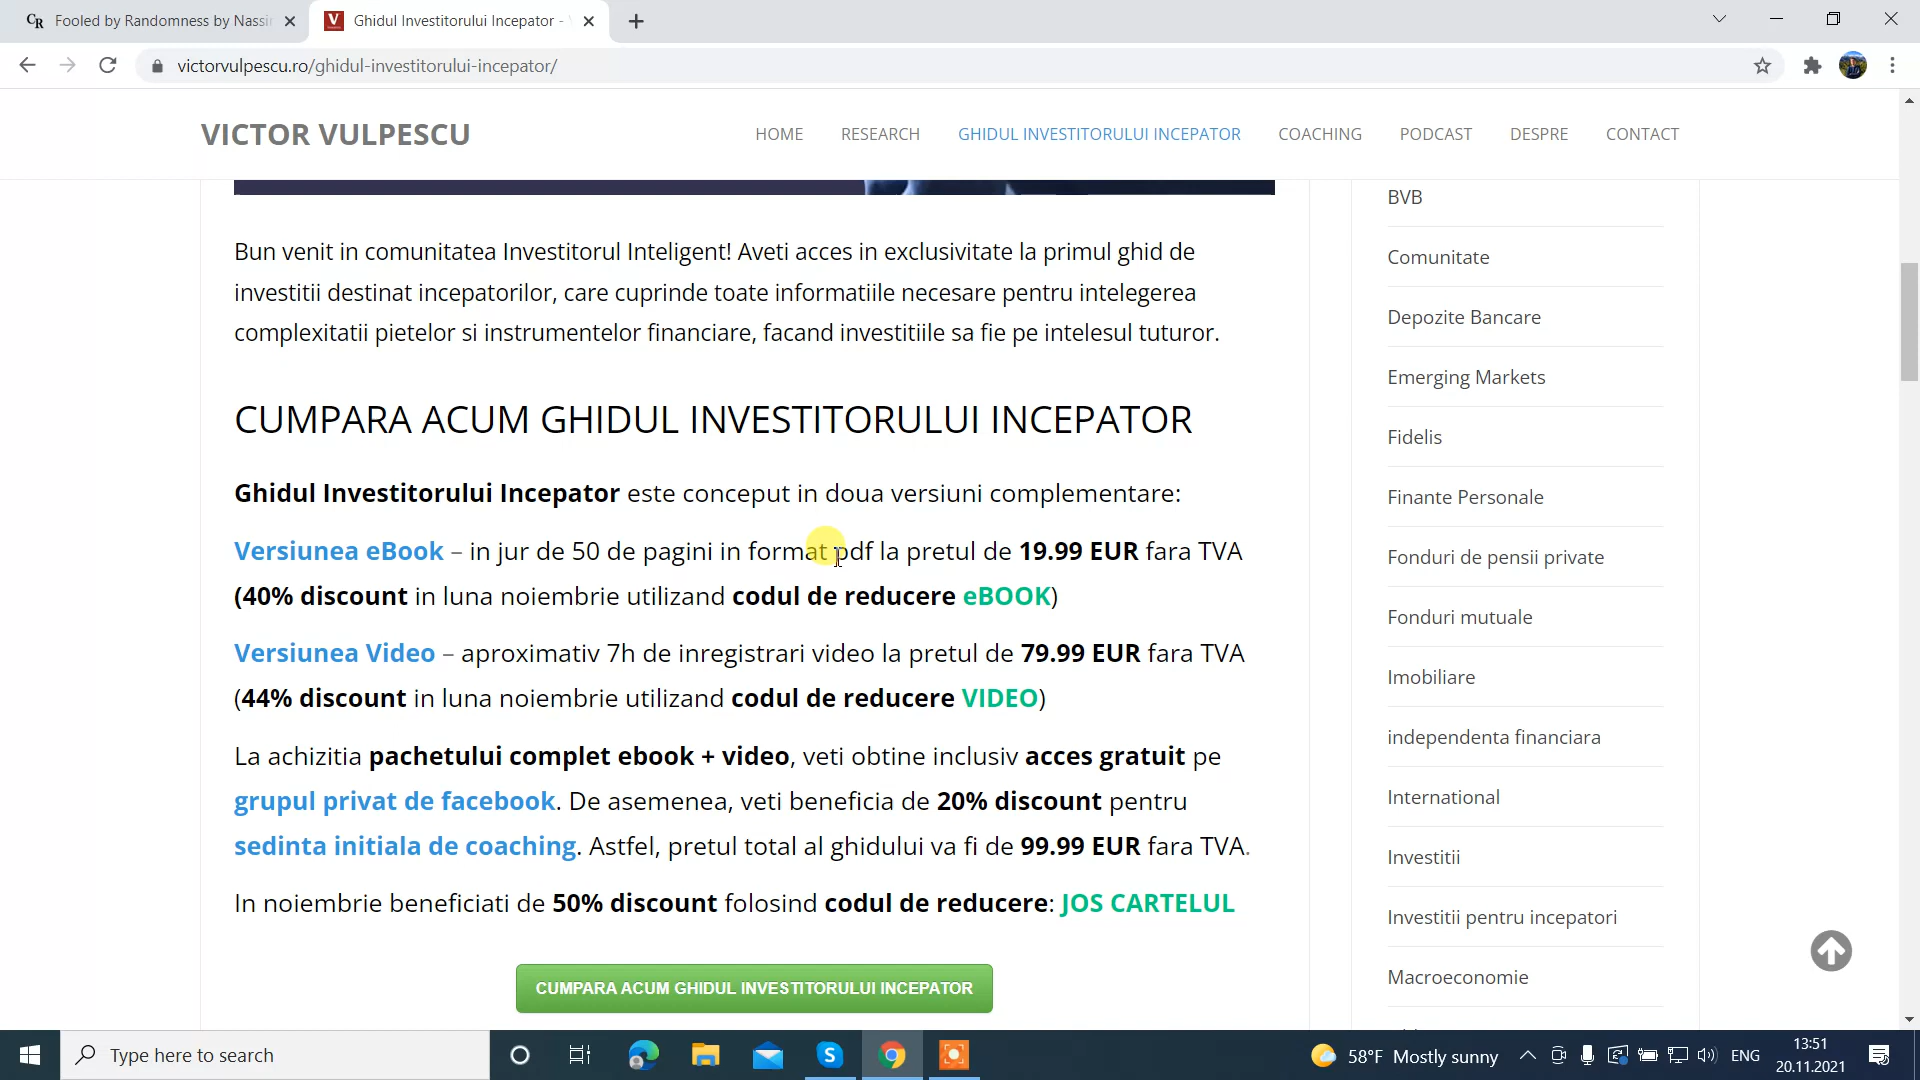 Fooled by Randomness by Nassi
Ghidul Investitorului Incepator -
victorvulpescu.ro/ghidul-investitorului-incepator/
VICTOR VULPESCU
HOME
RESEARCH
GHIDUL INVESTITORULUI INCEPATOR
COACHING
PODCAST
DESPRE
CONTACT
Bun venit in comunitatea Investitorul Inteligent! Aveti acces in exclusivitate la primul ghid de
investitii destinat incepatorilor, care cuprinde toate informatiile necesare pentru intelegerea
complexitatii pietelor si instrumentelor financiare, facand investitiile sa fie pe intelesul tuturor.
CUMPARA ACUM GHIDUL INVESTITORULUI INCEPATOR
Ghidul Investitorului Incepator este conceput in doua versiuni complementare:
Versiunea eBook – in jur de 50 de pagini in format pdf la pretul de 19.99 EUR fara TVA
(40% discount in luna noiembrie utilizand codul de reducere eBOOK)
Versiunea Video – aproximativ 7h de inregistrari video la pretul de 79.99 EUR fara TVA
(44% discount in luna noiembrie utilizand codul de reducere VIDEO)
La achizitia pachetului complet ebook + video, veti obtine inclusiv acces gratuit pe
grupul privat de facebook. De asemenea, veti beneficia de 20% discount pentru
sedinta initiala de coaching. Astfel, pretul total al ghidului va fi de 99.99 EUR fara TVA.
In noiembrie beneficiati de 50% discount folosind codul de reducere: JOS CARTELUL
CUMPARA ACUM GHIDUL INVESTITORULUI INCEPATOR
BVB
Comunitate
Depozite Bancare
Emerging Markets
Fidelis
Finante Personale
Fonduri de pensii private
Fonduri mutuale
Imobiliare
independenta financiara
International
Investitii
Investitii pentru incepatori
Macroeconomie
Type here to search
58°F Mostly sunny
ENG
13:51
20.11.2021